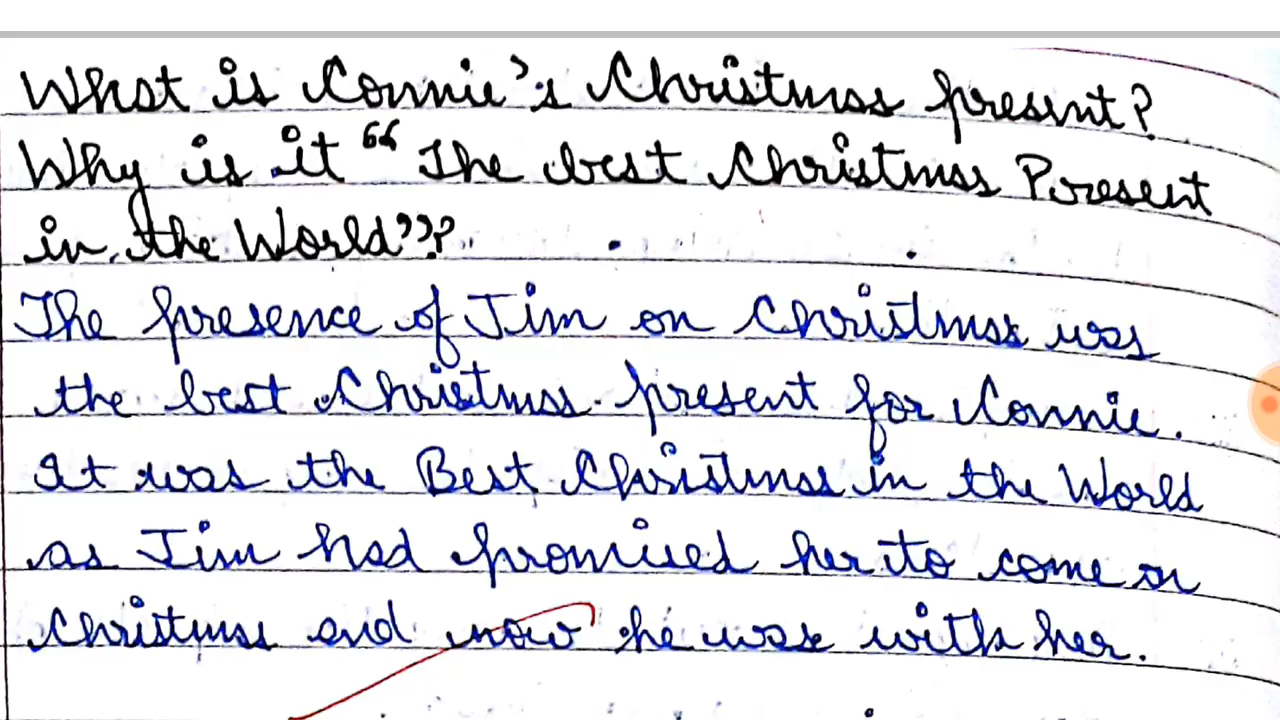 What is Connie's Christmas present?
Why is it "The best Christmas Present
in the World"?
The presence of Jim on Christmas was
the best Christmas present for Connie.
It was the Best Christmas in the World
as Jim had promised her to come on
Christmas and now he was with her.